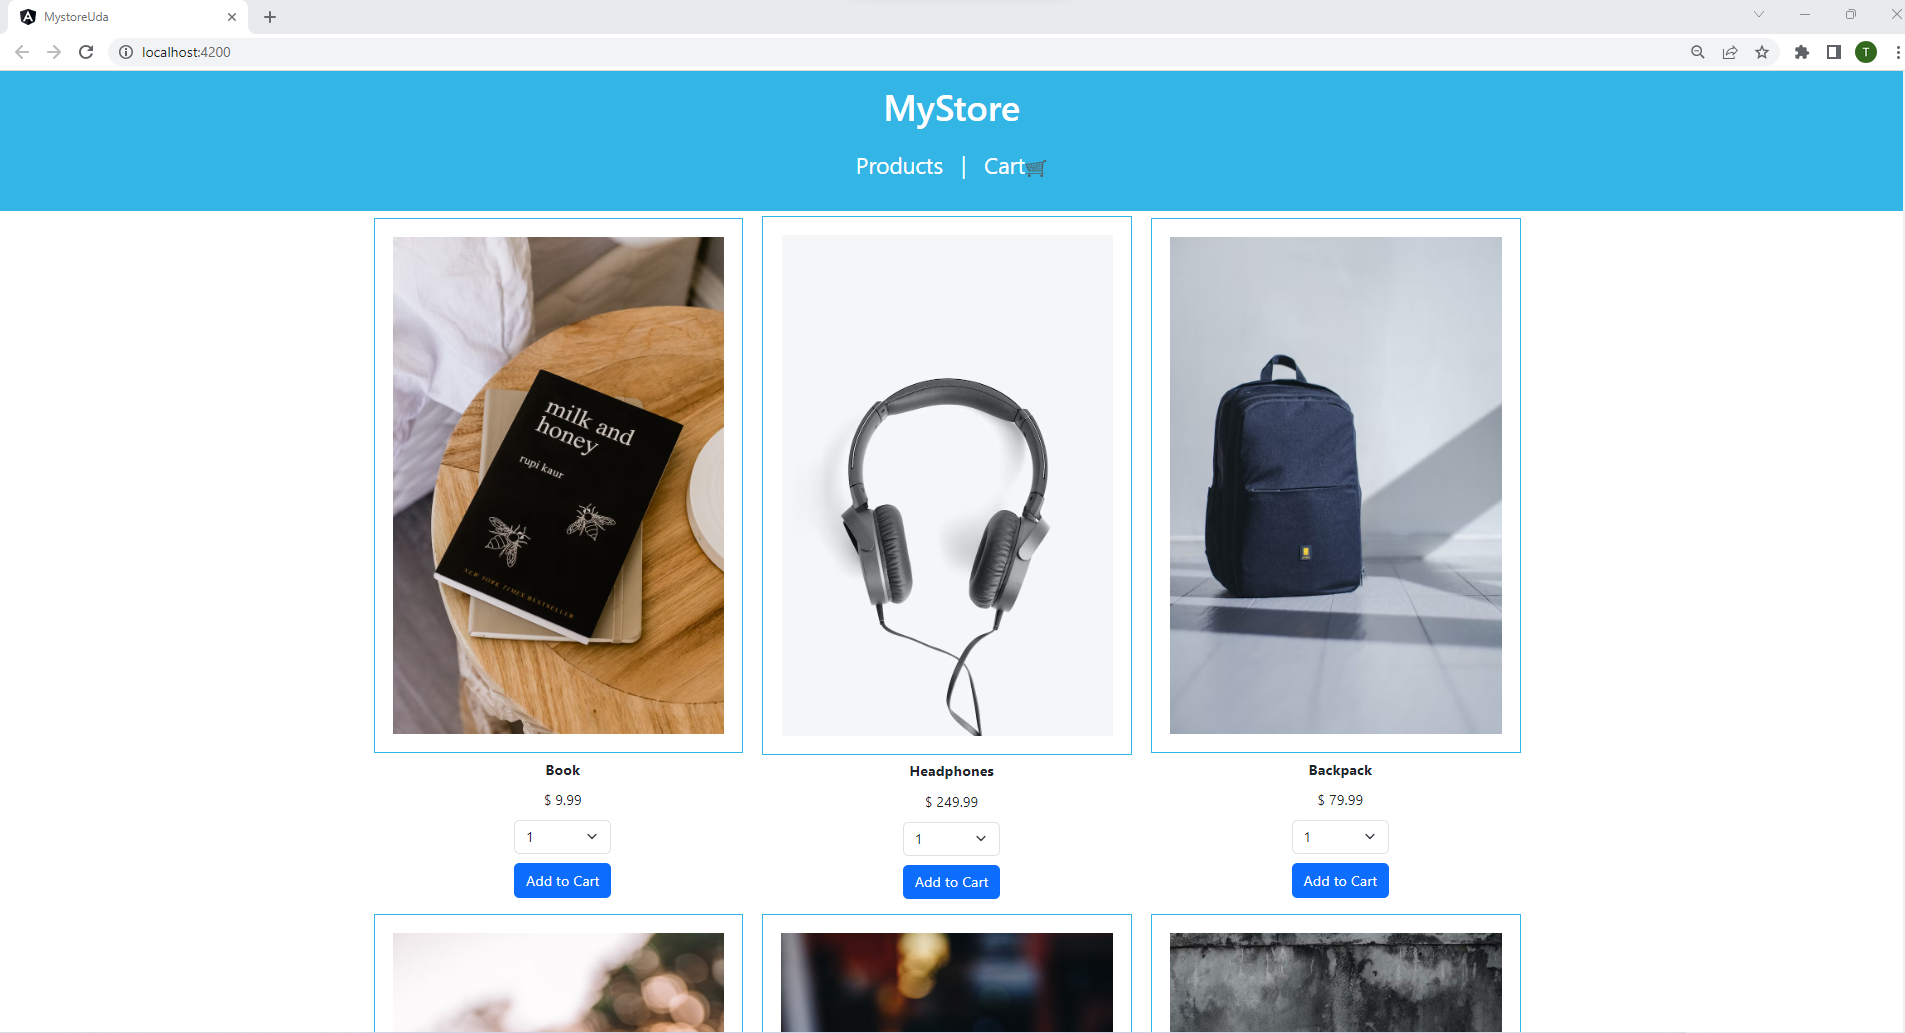 MystoreUda
localhost:4200
T
MyStore
Products | Cart
milk and
honey
rupi kaur
NEW YORK TIMES BESTSELLER
Book
$ 9.99
1
Add to Cart
Headphones
$ 249.99
1
Add to Cart
Backpack
$ 79.99
1
Add to Cart